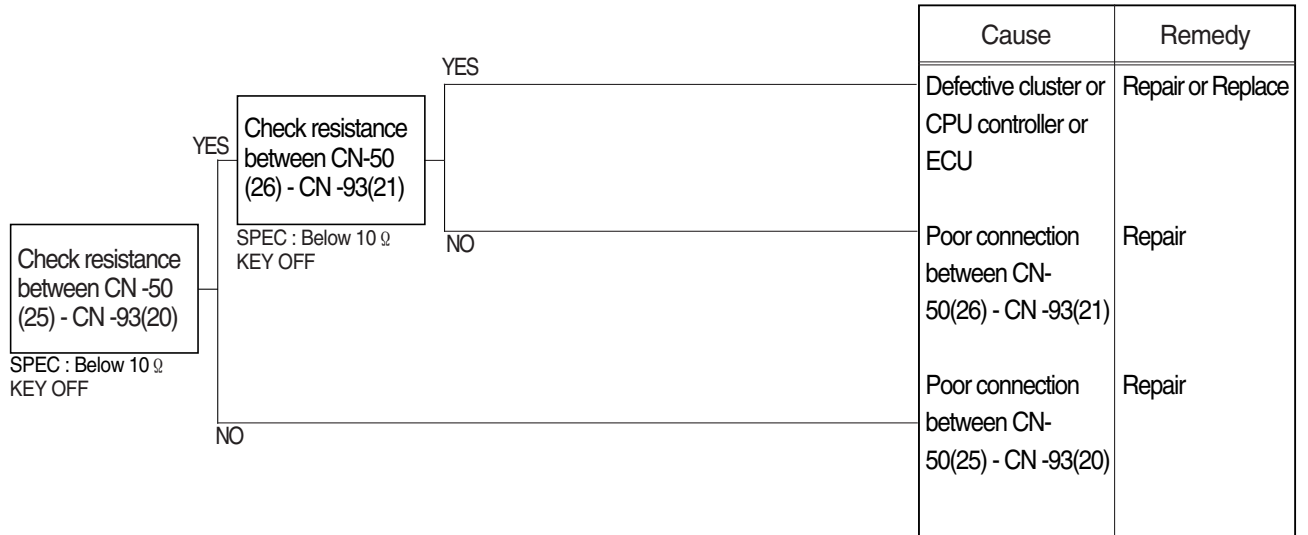 Cause
Remedy
YES
Defective cluster or
CPU controller or
ECU
Repair or Replace
YES
Check resistance
between CN-50
(26) - CN -93(21)
SPEC : Below 10 Ω
KEY OFF
NO
Poor connection
between CN-
50(26) - CN -93(21)
Repair
Check resistance
between CN -50
(25) - CN -93(20)
SPEC : Below 10 Ω
KEY OFF
NO
Poor connection
between CN-
50(25) - CN -93(20)
Repair